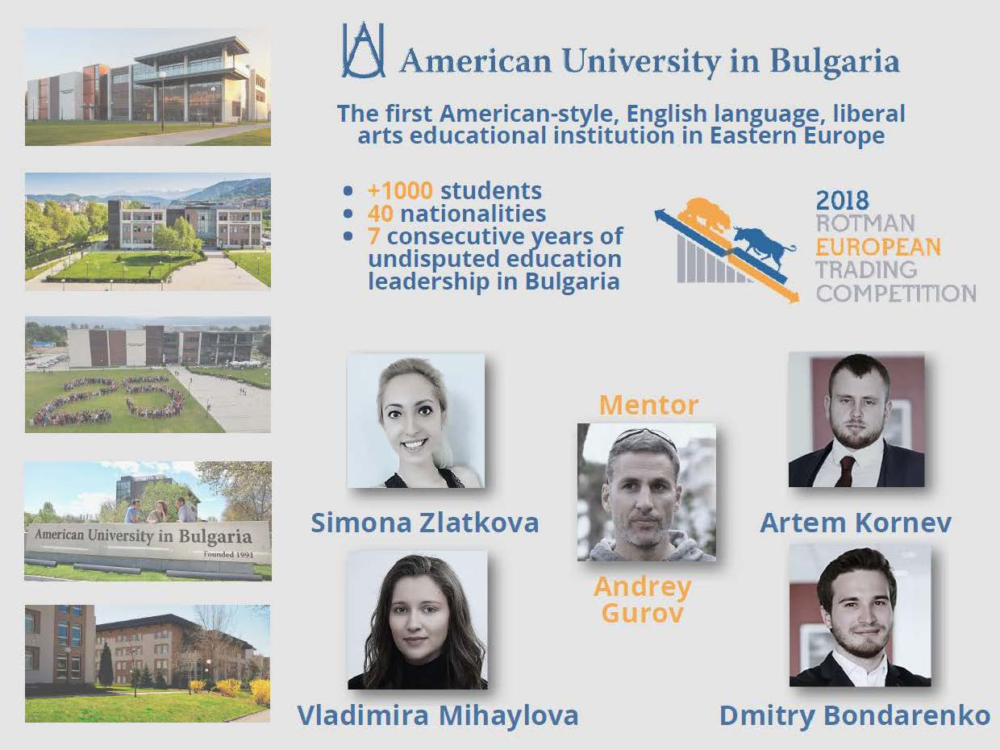 American University in Bulgaria
The first American-style, English language, liberal
arts educational institution in Eastern Europe
• +1000 students
• 40 nationalities
• 7 consecutive years of
undisputed education
leadership in Bulgaria
2018
ROTMAN
EUROPEAN
TRADING
COMPETITION
American University in Bulgaria
Founded 1991
Mentor
Simona Zlatkova
Artem Kornev
Andrey
Gurov
Vladimira Mihaylova
Dmitry Bondarenko